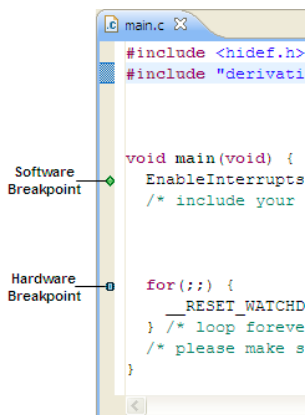 main.c
#include <hidef.h>
#include "derivati
void main(void) {
Software
Breakpoint
EnableInterrupts
/* include your
Hardware
Breakpoint
for(;;) {
__RESET_WATCHD
} /* loop foreve
/* please make s
}